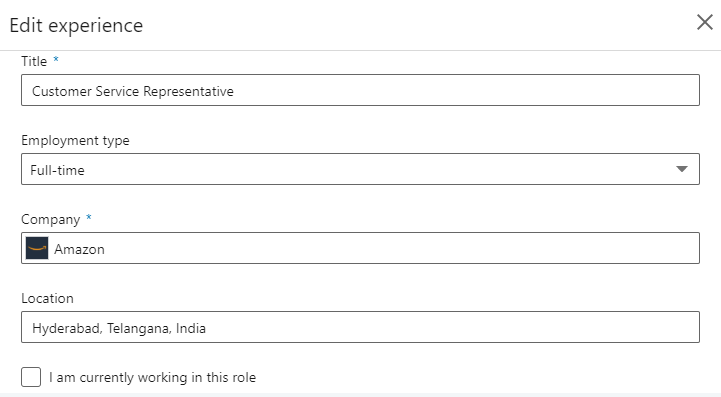 Edit experience
Title *
Customer Service Representative
Employment type
Full-time
Company *
Amazon
Location
Hyderabad, Telangana, India
I am currently working in this role